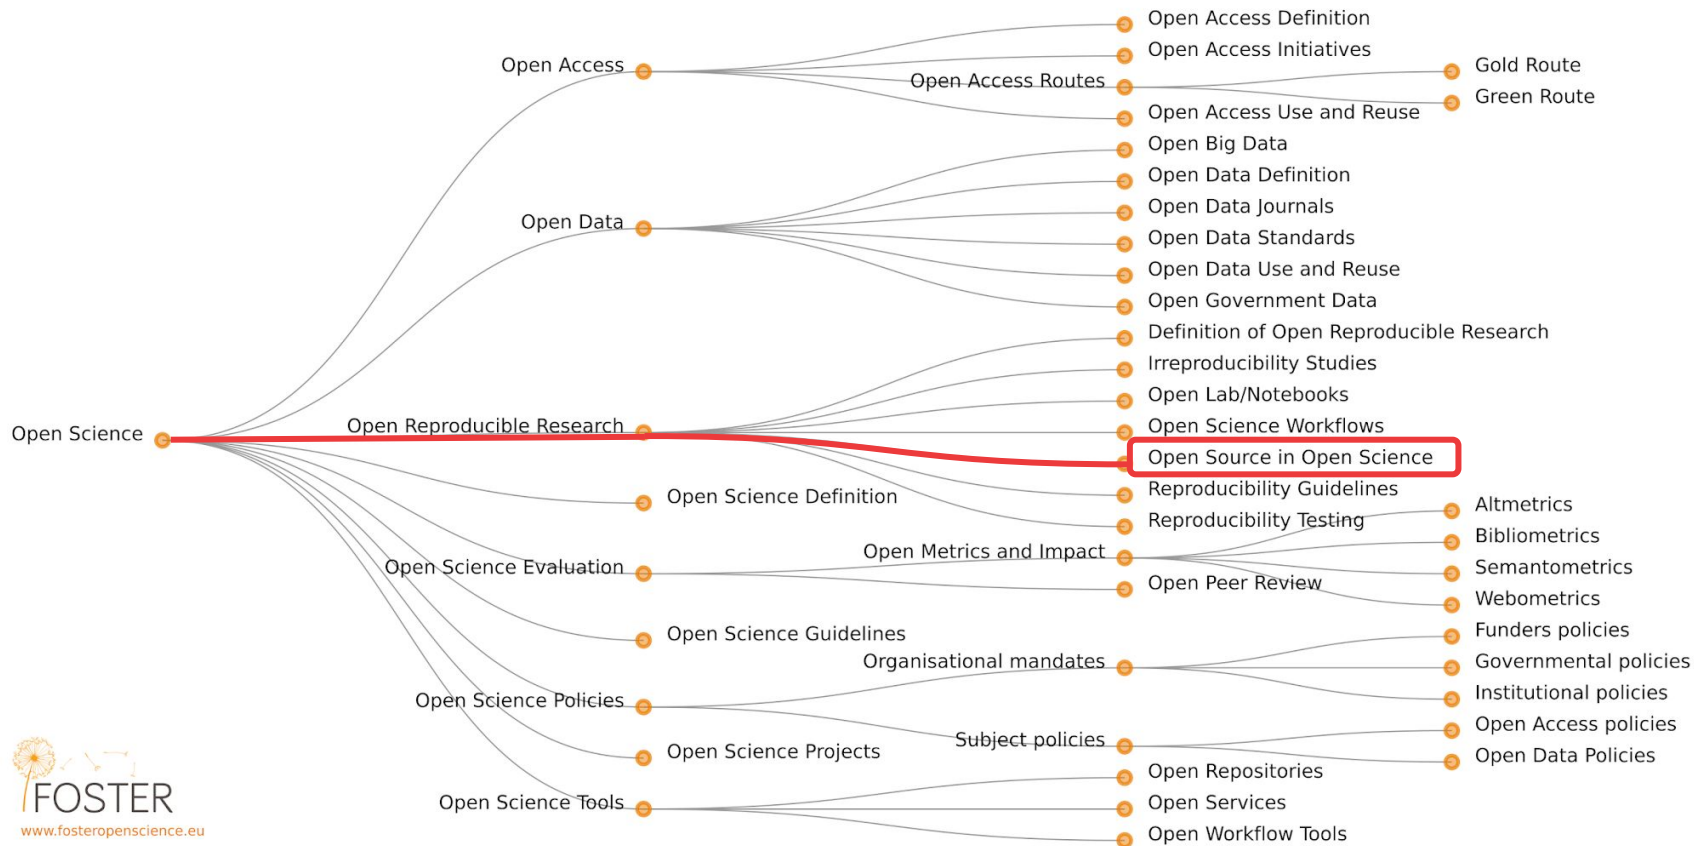 Open Access Definition
Open Access Initiatives
Open Access
Gold Route
Open Access Routes
Green Route
Open Access Use and Reuse
Open Big Data
Open Data Definition
Open Data Journals
Open Data
Open Data Standards
Open Data Use and Reuse
Open Government Data
Definition of Open Reproducible Research
Irreproducibility Studies
Open Lab/Notebooks
Open Science
Open Reproducible Research
Open Science Workflows
Open Source in Open Science
Reproducibility Guidelines
Open Science Definition
Altmetrics
Reproducibility Testing
Bibliometrics
Open Metrics and Impact
Open Science Evaluation
Semantometrics
Open Peer Review
Webometrics
Open Science Guidelines
Funders policies
Organisational mandates
Governmental policies
Institutional policies
Open Science Policies
Open Access policies
Subject policies
Open Science Projects
Open Data Policies
Open Repositories
Open Science Tools
Open Services
Open Workflow Tools
FOSTER
www.fosteropenscience.eu